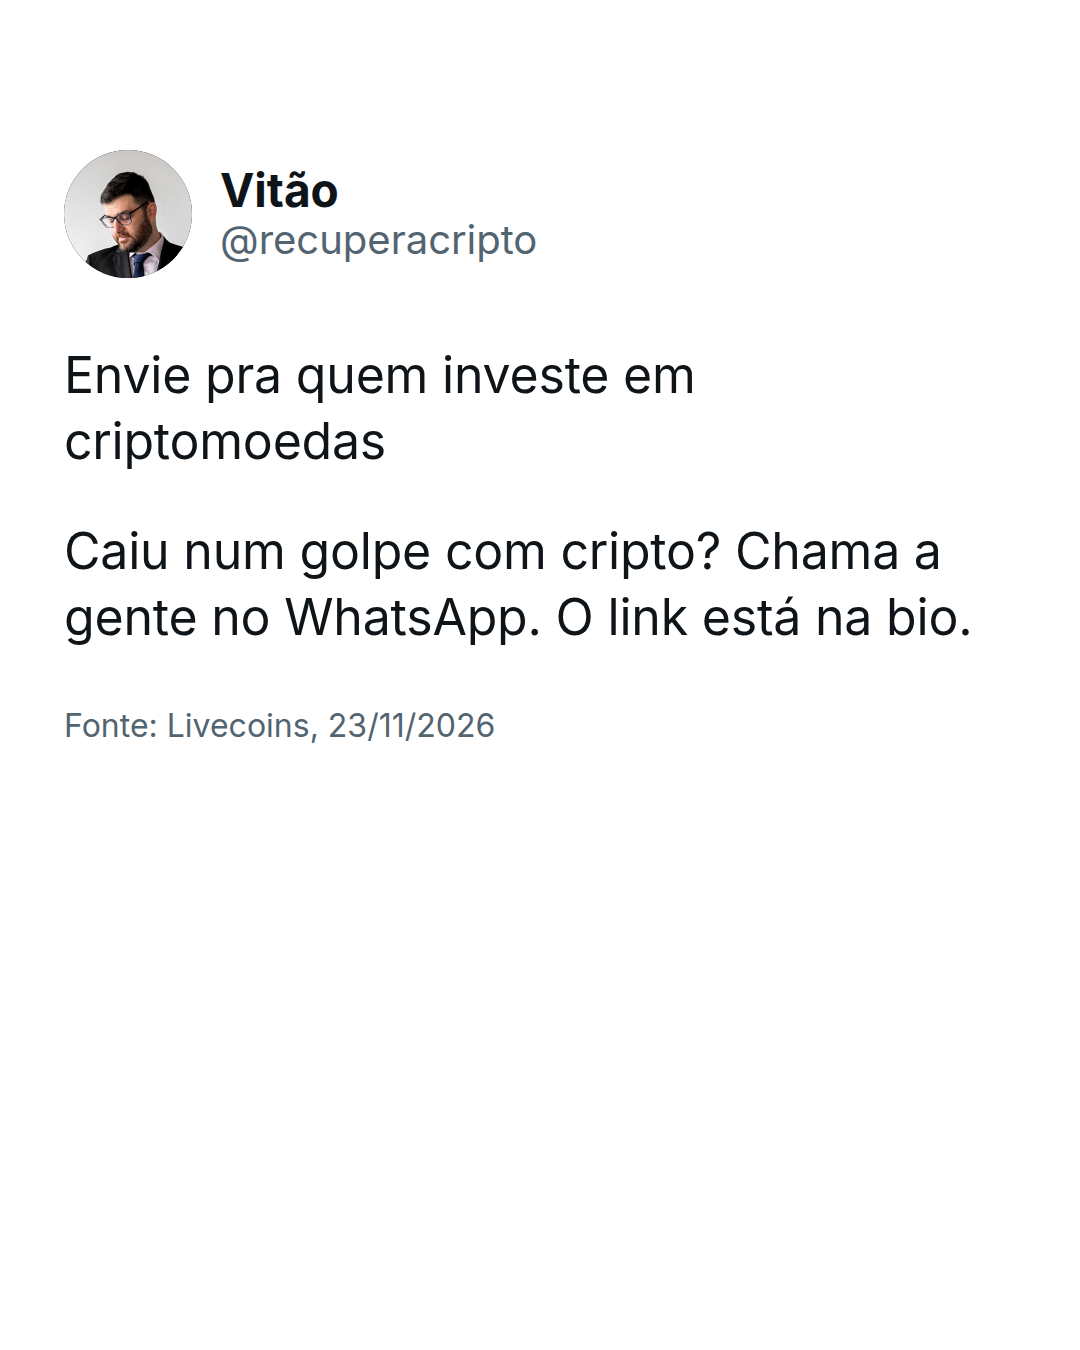 Vitão
@recuperacripto
Envie pra quem investe em
criptomoedas
Caiu num golpe com cripto? Chama a
gente no WhatsApp. O link está na bio.
Fonte: Livecoins, 23/11/2026